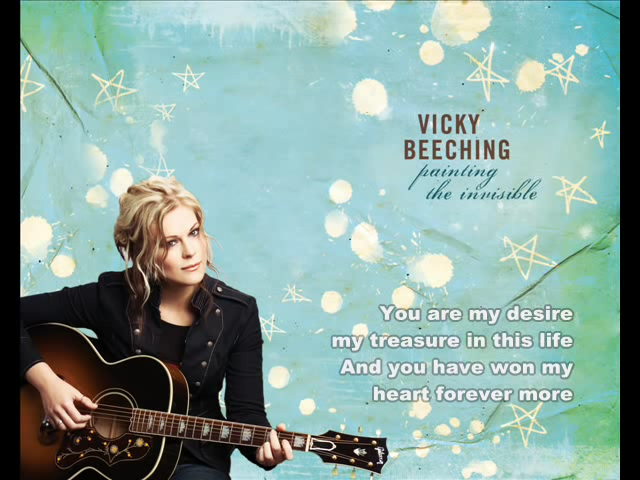 VICKY
BEECHING
painting
the invisible
You are my desire
my treasure in this life
And you have won my
heart forever more
Gibson